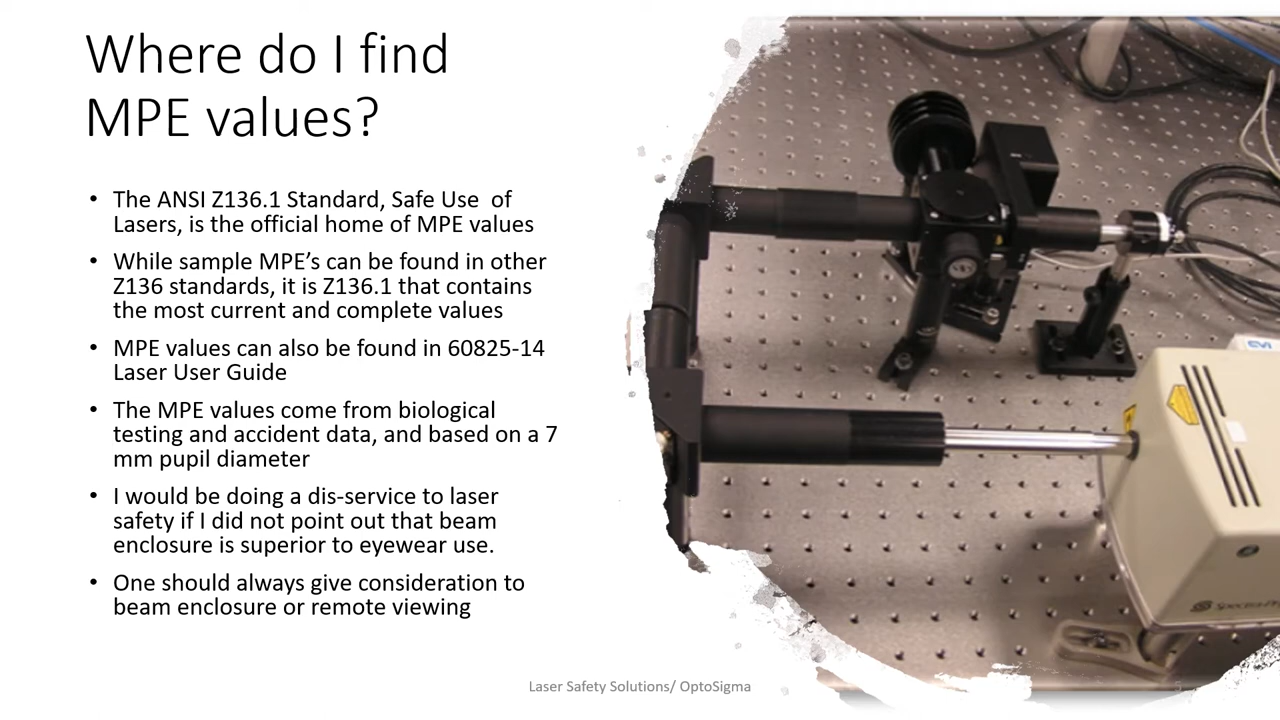 Where do I find
MPE values?
• The ANSI Z136.1 Standard, Safe Use  of
Lasers, is the official home of MPE values
• While sample MPE’s can be found in other
Z136 standards, it is Z136.1 that contains
the most current and complete values
• MPE values can also be found in 60825-14
Laser User Guide
• The MPE values come from biological
testing and accident data, and based on a 7
mm pupil diameter
• I would be doing a dis-service to laser
safety if I did not point out that beam
enclosure is superior to eyewear use.
• One should always give consideration to
beam enclosure or remote viewing
Laser Safety Solutions/ OptoSigma